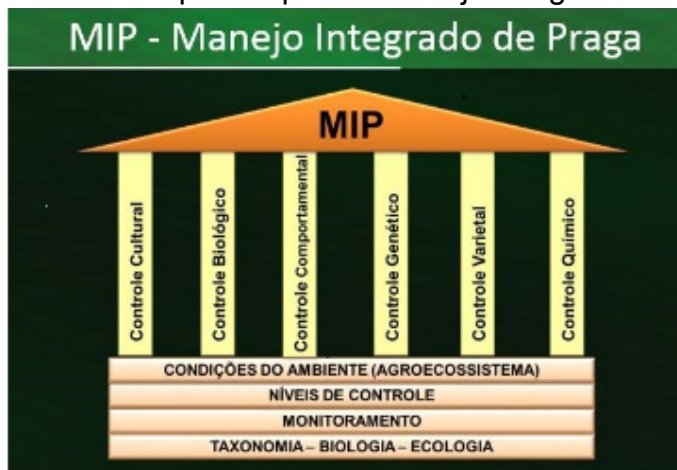 MIP - Manejo Integrado de Praga
MIP
Controle Cultural
Controle Biológico
Controle Comportamental
Controle Genético
Controle Varietal
Controle Químico
CONDIÇÕES DO AMBIENTE (AGROECOSSISTEMA)
NÍVEIS DE CONTROLE
MONITORAMENTO
TAXONOMIA – BIOLOGIA – ECOLOGIA